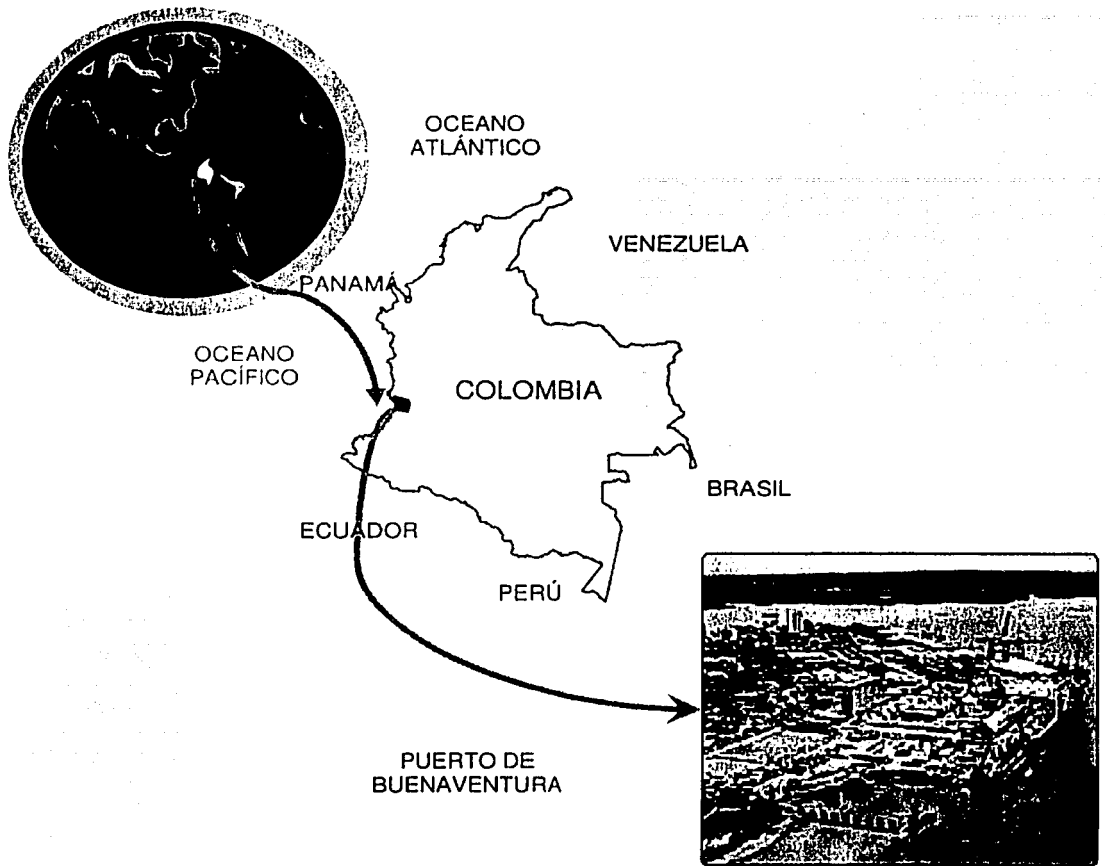 OCEANO
ATLÁNTICO
VENEZUELA
PANAMÁ
OCEANO
PACÍFICO
COLOMBIA
BRASIL
ECUADOR
PERÚ
PUERTO DE
BUENAVENTURA